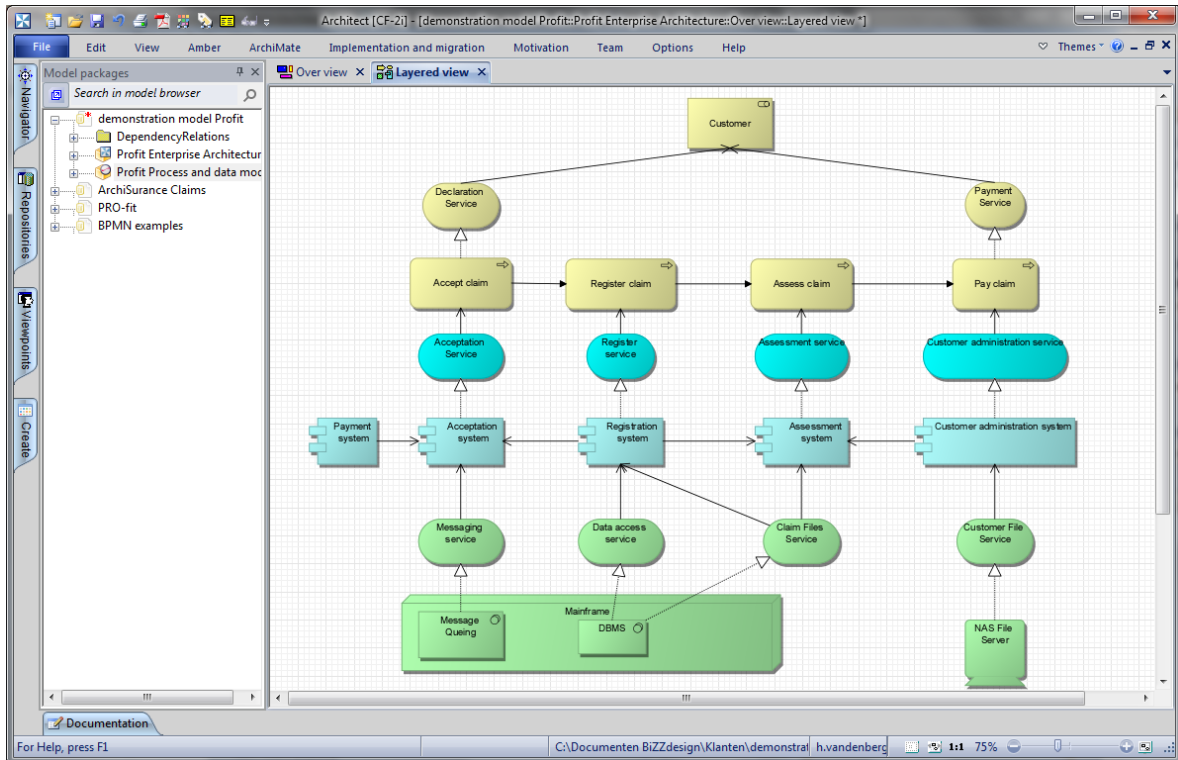 Architect [CF-2i] - [demonstration model Profit::Profit Enterprise Architecture::Over view::Layered view *]
File Edit View Amber ArchiMate Implementation and migration Motivation Team Options Help Themes
Navigator
Repositories
Viewpoints
Create
Model packages
Search in model browser
demonstration model Profit
DependencyRelations
Profit Enterprise Architectur
Profit Process and data moc
ArchiSurance Claims
PRO-fit
BPMN examples
Over view
Layered view
Customer
Declaration
Service
Payment
Service
Accept claim
Register claim
Assess claim
Pay claim
Acceptation
Service
Register
service
Assessment service
Customer administration service
Payment
system
Acceptation
system
Registration
system
Assessment
system
Customer administration system
Messaging
service
Data access
service
Claim Files
Service
Customer File
Service
Mainframe
Message
Queing
DBMS
NAS File
Server
Documentation
For Help, press F1
C:\Documenten BiZZdesign\Klanten\demonstrat
h.vandenberg
1:1 75%